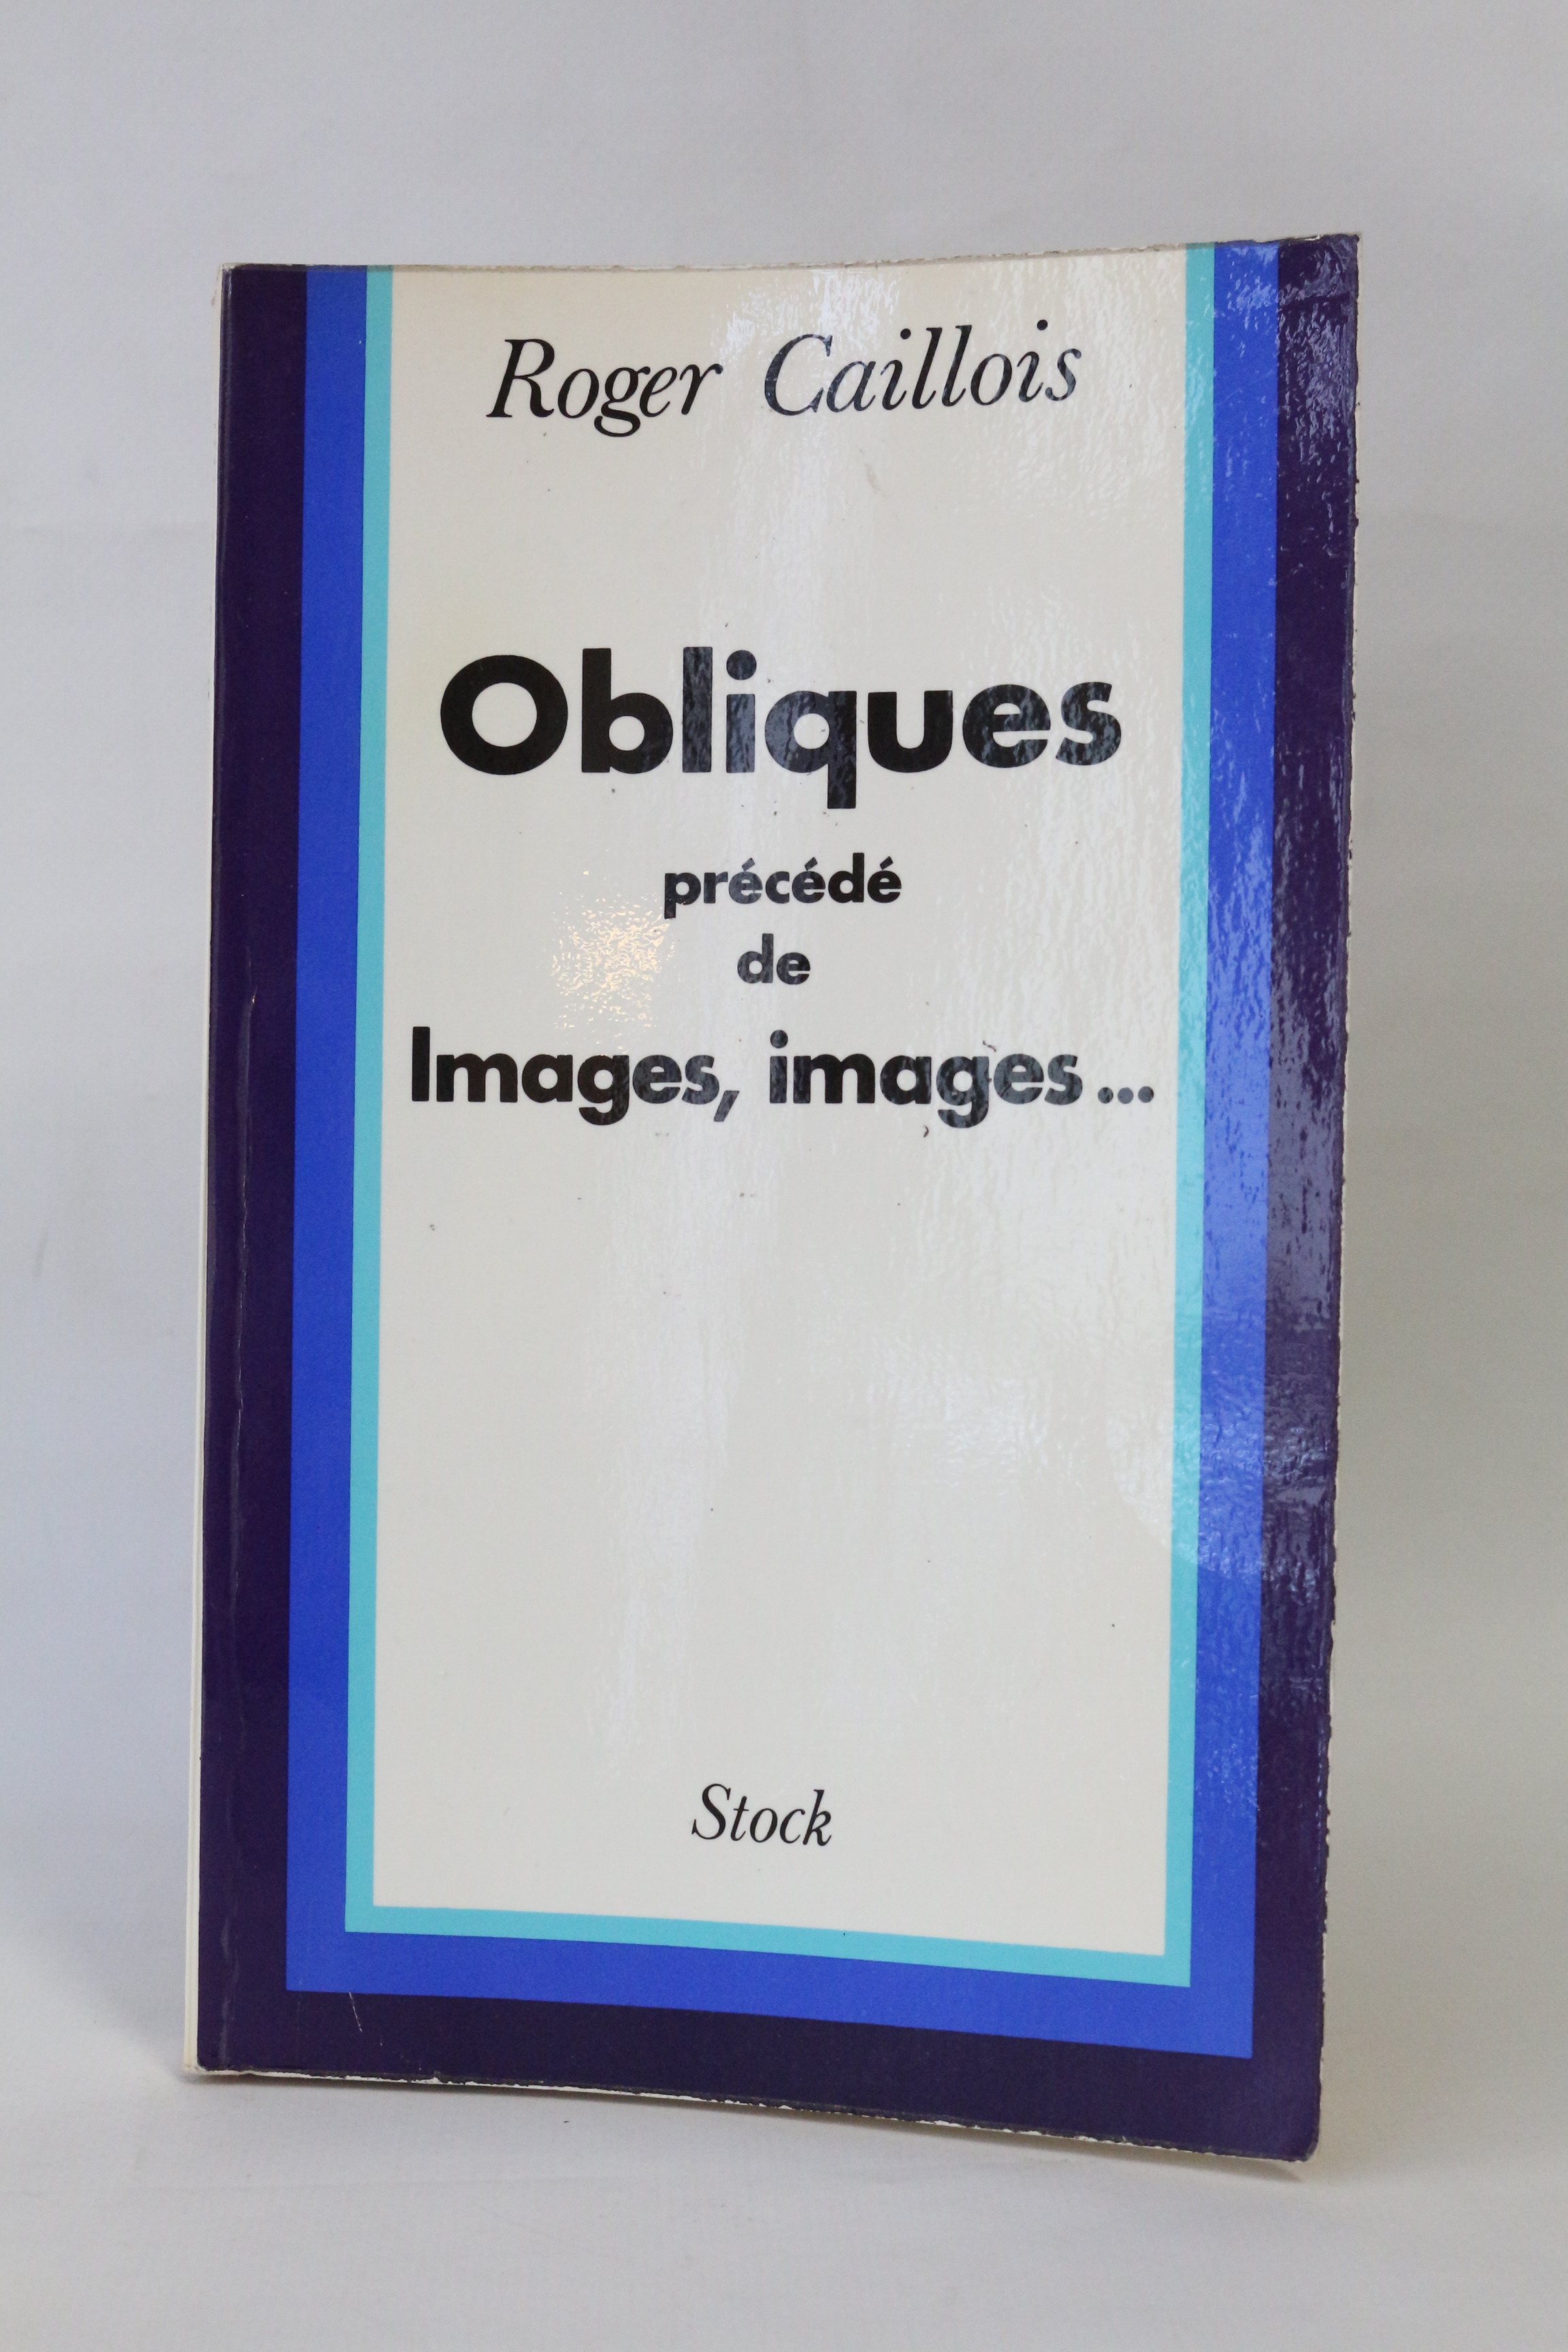 Roger Caillois
Obliques
précédé
de
Images, images...
Stock